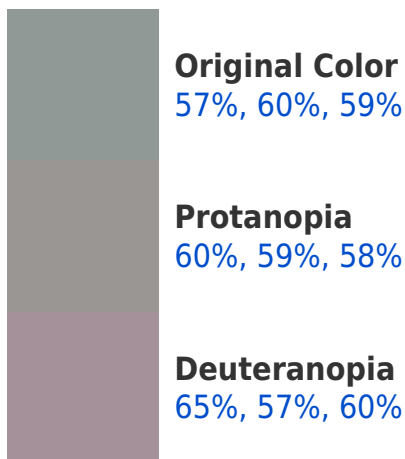 Original Color
57%, 60%, 59%
Protanopia
60%, 59%, 58%
Deuteranopia
65%, 57%, 60%